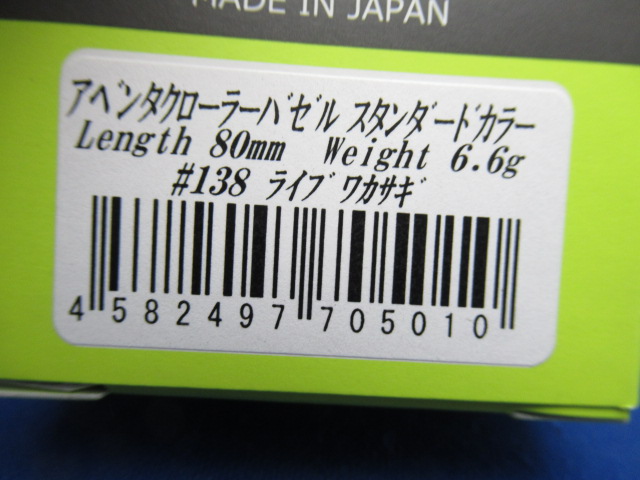 MADE IN JAPAN
アベンタクローラーバゼル スタンダードカラー
Length 80mm Weight 6.6g
#138 ライブワカサギ
4 582497 705010